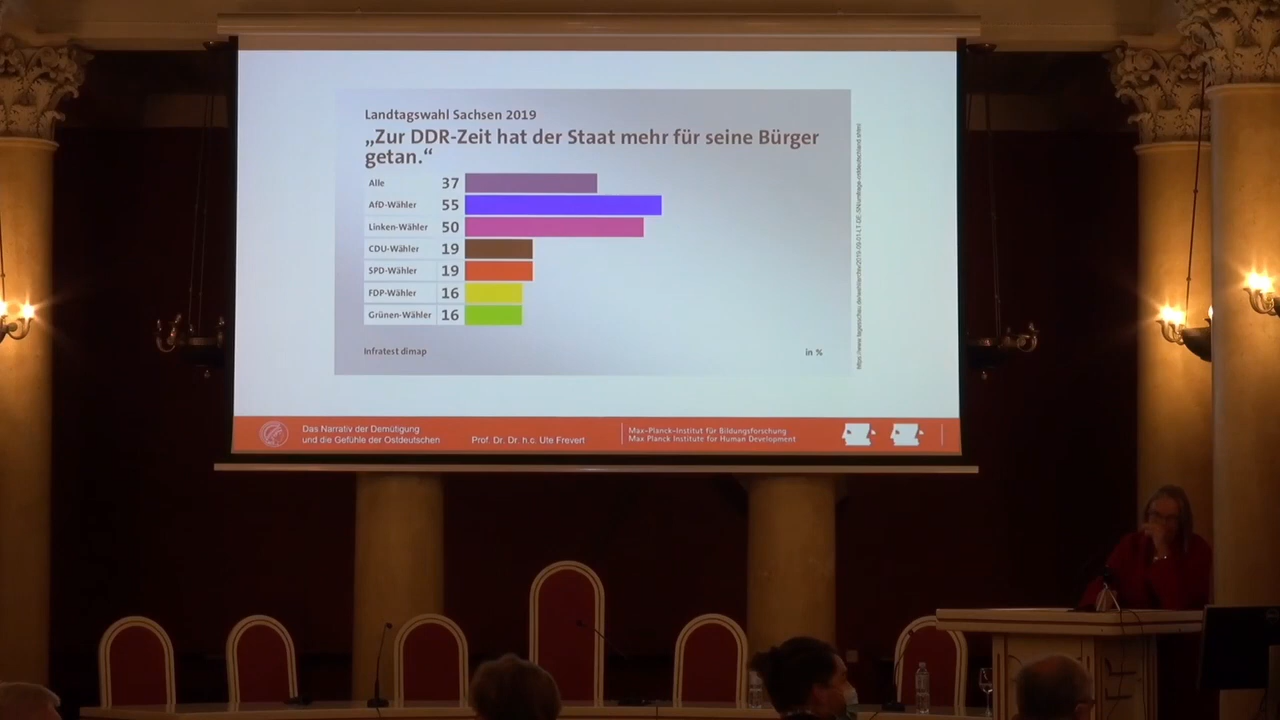 Landtagswahl Sachsen 2019
„Zur DDR-Zeit hat der Staat mehr für seine Bürger
getan.“
Alle 37
AfD-Wähler 55
Linken-Wähler 50
CDU-Wähler 19
SPD-Wähler 19
FDP-Wähler 16
Grünen-Wähler 16
Infratest dimap
in %
Das Narrativ der Demütigung
und die Gefühle der Ostdeutschen
Prof. Dr. Dr. h.c. Ute Frevert
Max-Planck-Institut für Bildungsforschung
Max Planck Institute for Human Development